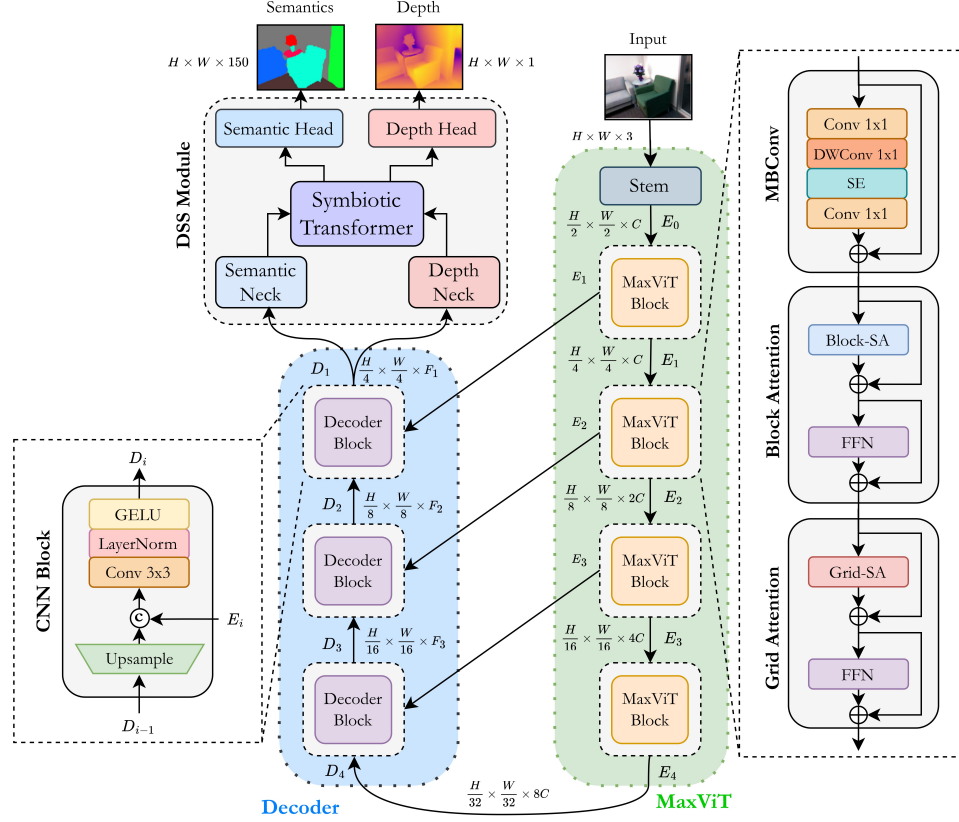 Semantics
Depth
H × W × 150
H × W × 1
Semantic Head
Depth Head
Symbiotic
Transformer
Semantic
Neck
Depth
Neck
DSS Module
Input
H × W × 3
Stem
H/2 × W/2 × C
E₀
E₁
MaxViT
Block
H/4 × W/4 × C
E₁
E₂
MaxViT
Block
H/8 × W/8 × 2C
E₂
E₃
MaxViT
Block
H/16 × W/16 × 4C
E₃
MaxViT
Block
E₄
MaxViT
H/32 × W/32 × 8C
D₁
H/4 × W/4 × F₁
Decoder
Block
D₂
H/8 × W/8 × F₂
Decoder
Block
D₃
H/16 × W/16 × F₃
Decoder
Block
D₄
Decoder
CNN Block
Dᵢ
GELU
LayerNorm
Conv 3x3
C
Eᵢ
Upsample
Dᵢ₋₁
MBConv
Conv 1x1
DWConv 1x1
SE
Conv 1x1
Block Attention
Block-SA
FFN
Grid Attention
Grid-SA
FFN